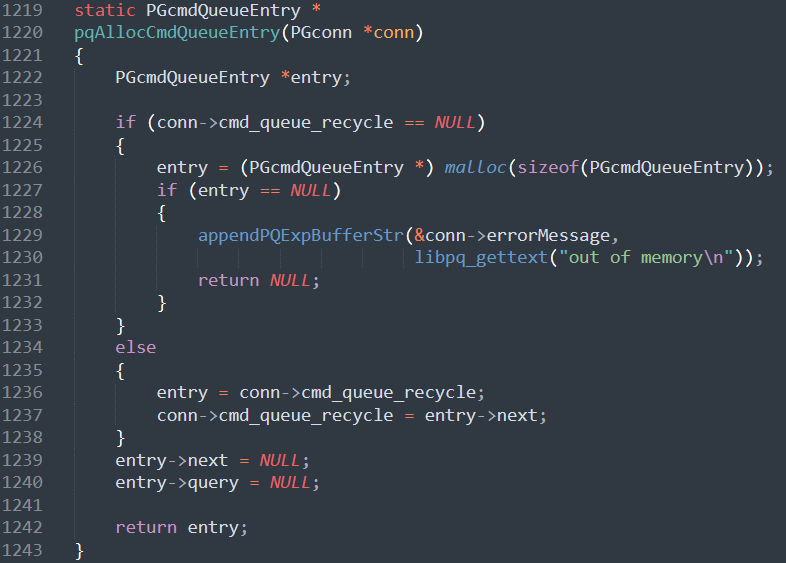 1219 static PGcmdQueueEntry *
1220 pqAllocCmdQueueEntry(PGconn *conn)
1221 {
1222     PGcmdQueueEntry *entry;
1223
1224     if (conn->cmd_queue_recycle == NULL)
1225     {
1226         entry = (PGcmdQueueEntry *) malloc(sizeof(PGcmdQueueEntry));
1227         if (entry == NULL)
1228         {
1229             appendPQExpBufferStr(&conn->errorMessage,
1230                                  libpq_gettext("out of memory\n"));
1231             return NULL;
1232         }
1233     }
1234     else
1235     {
1236         entry = conn->cmd_queue_recycle;
1237         conn->cmd_queue_recycle = entry->next;
1238     }
1239     entry->next = NULL;
1240     entry->query = NULL;
1241
1242     return entry;
1243 }